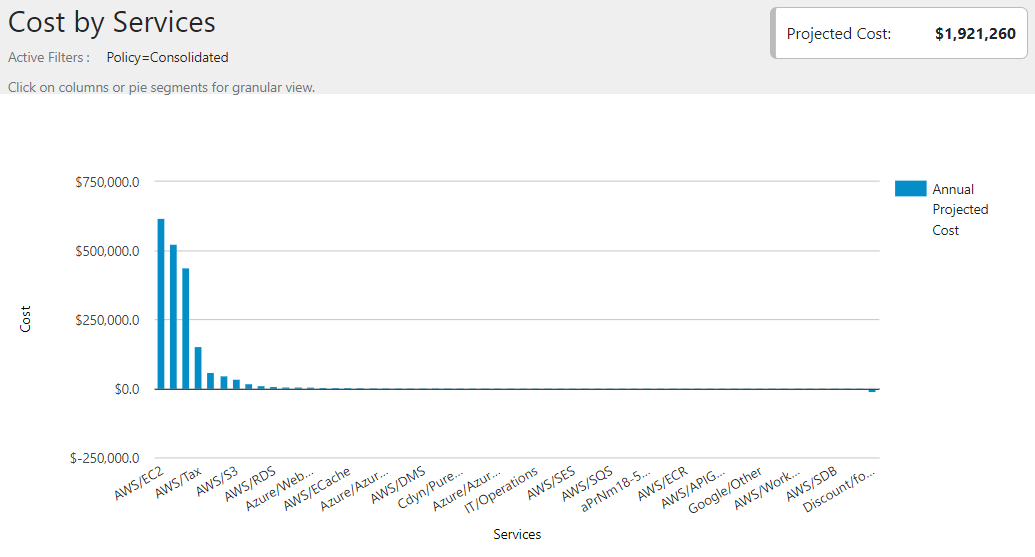 Cost by Services
Projected Cost: $1,921,260
Active Filters : Policy=Consolidated
Click on columns or pie segments for granular view.
$750,000.0
$500,000.0
$250,000.0
$0.0
$-250,000.0
Cost
Annual
Projected
Cost
AWS/EC2
AWS/Tax
AWS/S3
AWS/RDS
Azure/Web...
AWS/ECache
Azure/Azur...
AWS/DMS
Cdyn/Pure...
Azure/Azur...
IT/Operations
AWS/SES
AWS/SQS
aPrNm18-5...
AWS/ECR
AWS/APIG...
Google/Other
AWS/Work...
AWS/SDB
Discount/fo...
Services